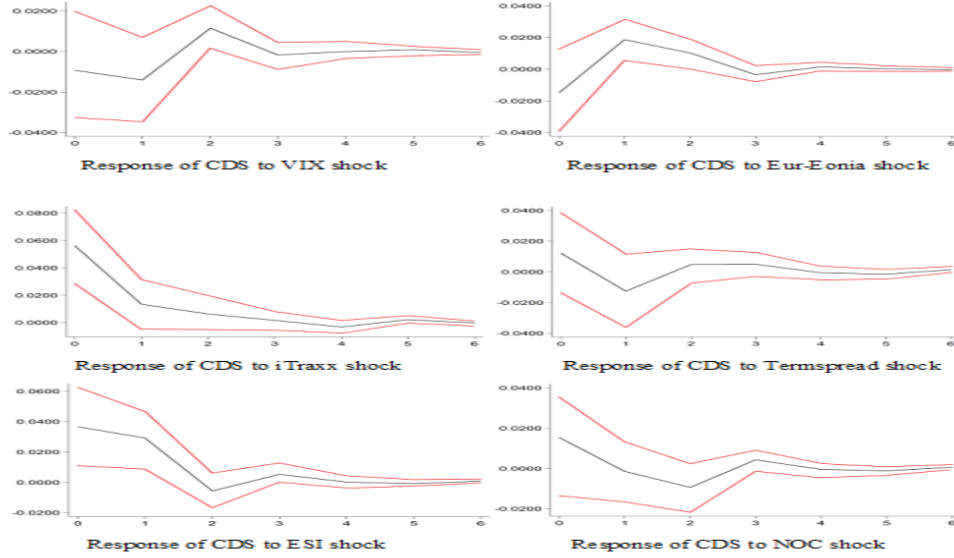 0.0200
0.0000
-0.0200
-0.0400
0 1 2 3 4 5 6
Response of CDS to VIX shock
0.0400
0.0200
0.0000
-0.0200
-0.0400
0 1 2 3 4 5 6
Response of CDS to Eur-Eonia shock
0.0800
0.0600
0.0400
0.0200
0.0000
0 1 2 3 4 5 6
Response of CDS to iTraxx shock
0.0400
0.0200
0.0000
-0.0200
-0.0400
0 1 2 3 4 5 6
Response of CDS to Termspread shock
0.0600
0.0400
0.0200
0.0000
-0.0200
0 1 2 3 4 5 6
Response of CDS to ESI shock
0.0400
0.0200
0.0000
-0.0200
0 1 2 3 4 5 6
Response of CDS to NOC shock